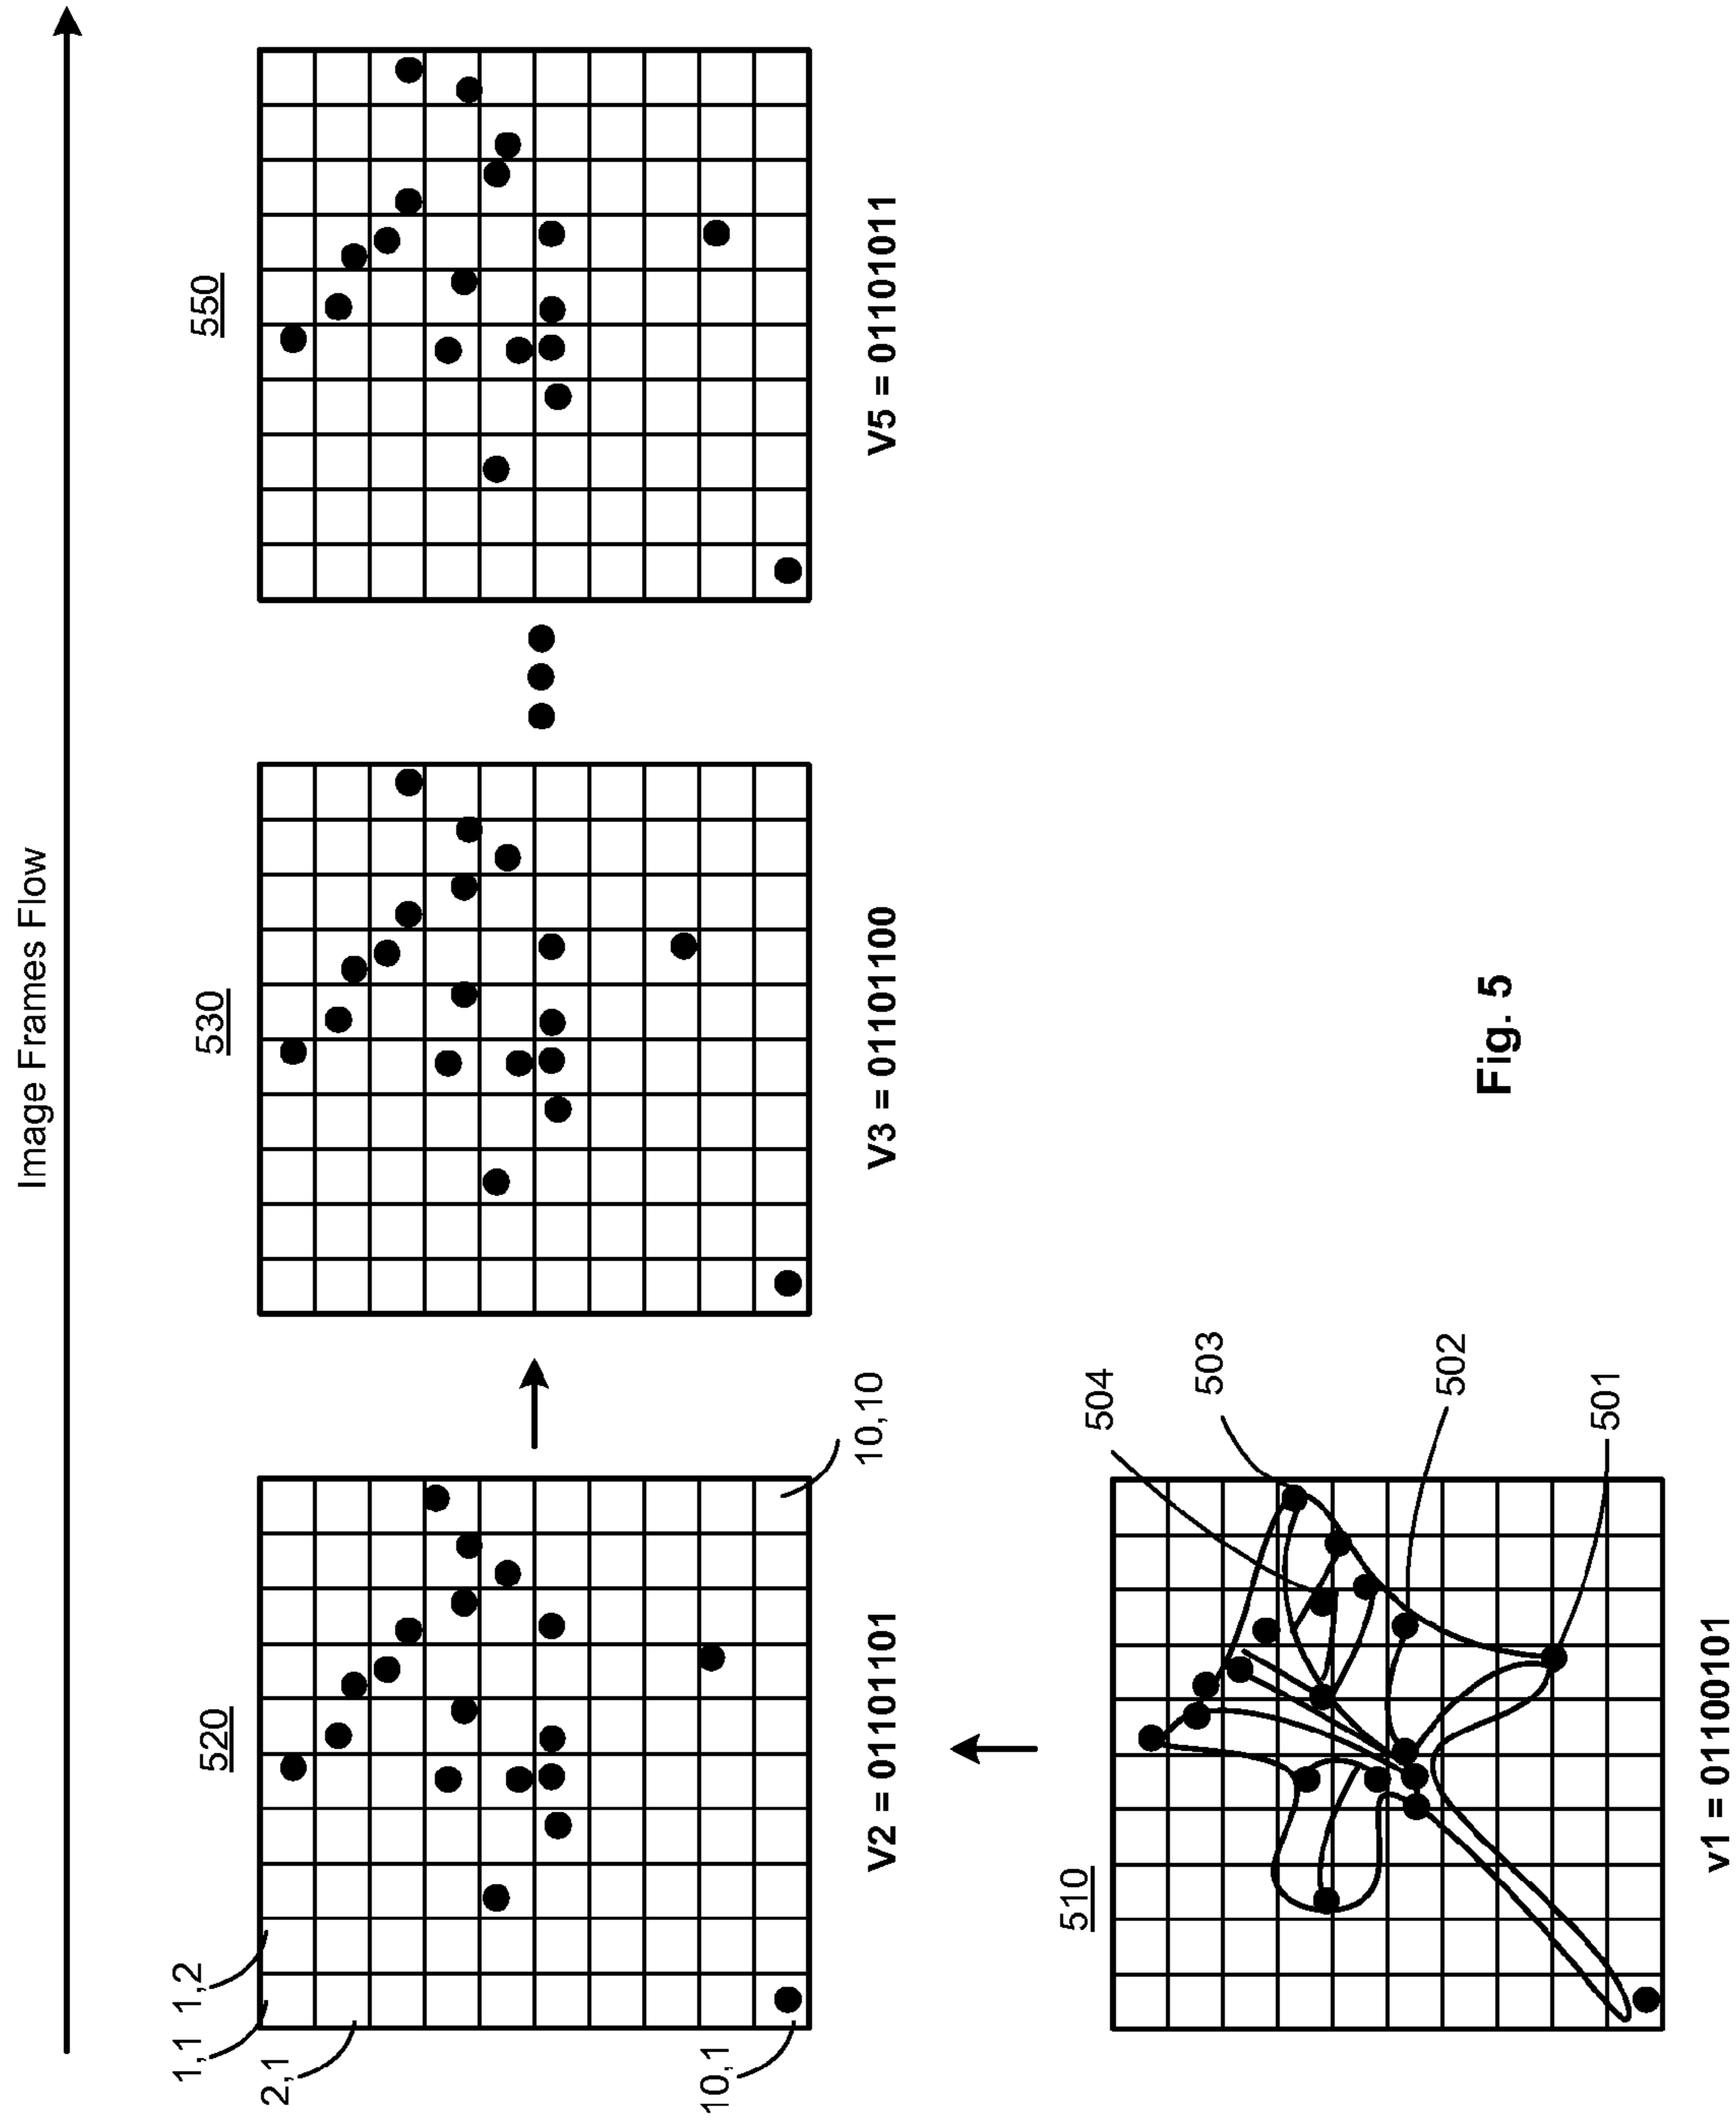 Image Frames Flow
520
530
550
1,1
1,2
2,1
10,1
10,10
V2 = 01101101
V3 = 01101100
V5 = 01101011
510
504
503
502
501
v1 = 01100101
Fig. 5